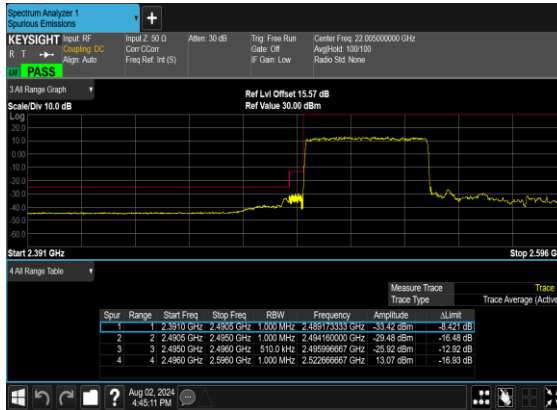 Spectrum Analyzer 1
Spurious Emissions
+
KEYSIGHT Input: RF Input Z: 50 Ω Atten: 30 dB Trig: Free Run Center Freq: 22.005000000 GHz
R T Coupling: DC Corr CCorr Gate: Off Avg|Hold: 100/100
Align: Auto Freq Ref: Int (S) IF Gain: Low Radio Std: None
PASS
3 All Range Graph
Ref Lvl Offset 15.57 dB
Scale/Div 10.0 dB Ref Value 30.00 dBm
Log
20.0
10.0
0.00
-10.0
-20.0
-30.0
-40.0
-50.0
-60.0
Start 2.391 GHz Stop 2.596 G
4 All Range Table
Measure Trace Trace
Trace Type Trace Average (Active
Spur Range Start Freq Stop Freq RBW Frequency Amplitude ΔLimit
1 1 2.3910 GHz 2.4905 GHz 1.000 MHz 2.489173333 GHz -33.42 dBm -8.421 dB
2 2 2.4905 GHz 2.4950 GHz 1.000 MHz 2.494160000 GHz -29.48 dBm -16.48 dB
3 3 2.4950 GHz 2.4960 GHz 510.0 kHz 2.495996667 GHz -25.92 dBm -12.92 dB
4 4 2.4960 GHz 2.5960 GHz 1.000 MHz 2.522666667 GHz 13.07 dBm -16.93 dB
?
Aug 02, 2024
4:45:11 PM